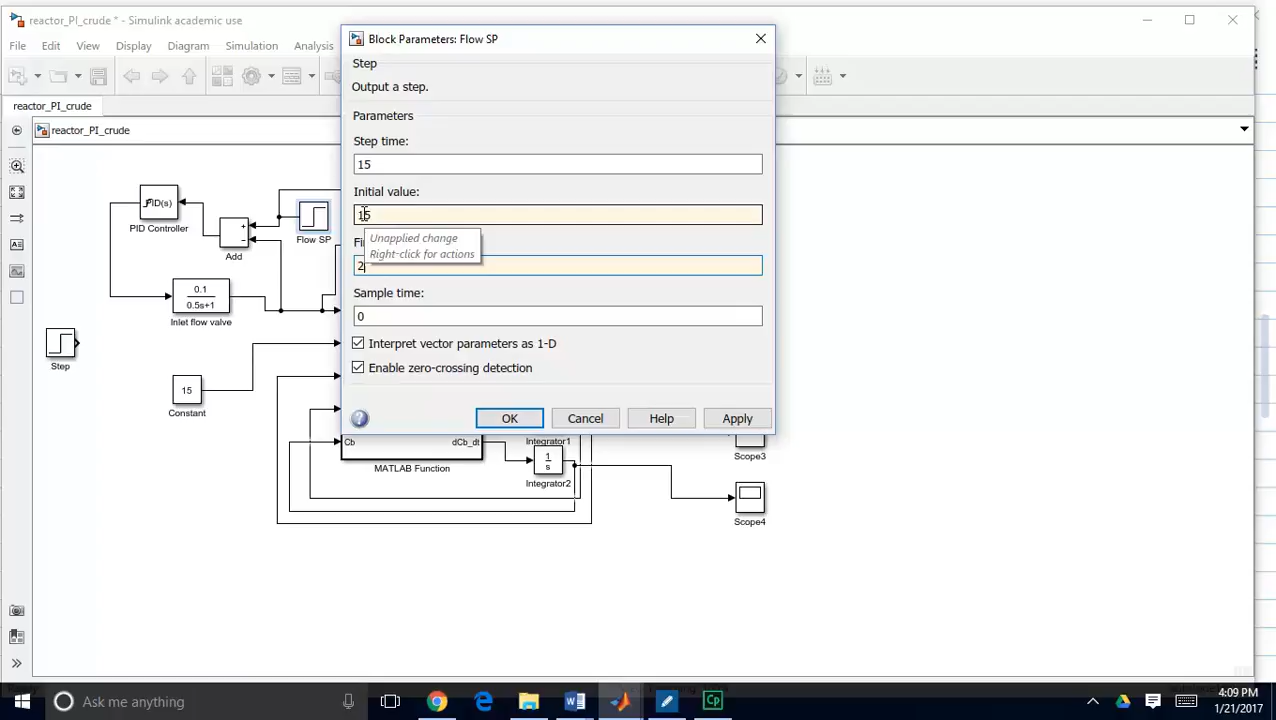 reactor_PI_crude * - Simulink academic use
File Edit View Display Diagram Simulation Analysis
reactor_PI_crude
reactor_PI_crude
Block Parameters: Flow SP
Step
Output a step.
Parameters
Step time:
15
Initial value:
15
Unapplied change
Right-click for actions
Fi
2
Sample time:
0
Interpret vector parameters as 1-D
Enable zero-crossing detection
OK Cancel Help Apply
PID(s)
PID Controller
+
−
Add
Flow SP
0.1
0.5s+1
Inlet flow valve
Step
15
Constant
Cb
dCb_dt
MATLAB Function
Integrator1
1
s
Integrator2
Scope3
Scope4
Ask me anything
4:09 PM
1/21/2017